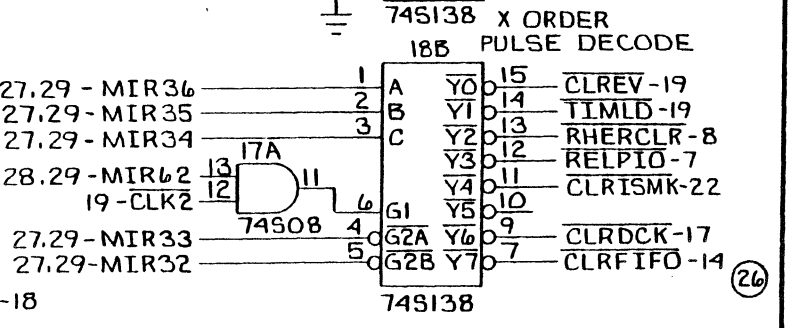 74S138 X ORDER
18B PULSE DECODE
27.29-MIR36 1 A Y0 15 CLREV-19
27.29-MIR35 2 B Y1 14 TIMLD-19
27.29-MIR34 3 C Y2 13 RHERCLR-8
17A Y3 12 RELPIO-7
28.29-MIR62 13 11 Y4 11 CLRISMK-22
19-CLK2 12 6 G1 Y5 10
74S08
27.29-MIR33 4 G2A Y6 9 CLRDCK-17
27.29-MIR32 5 G2B Y7 7 CLRFIFO-14
26
-18 74S138